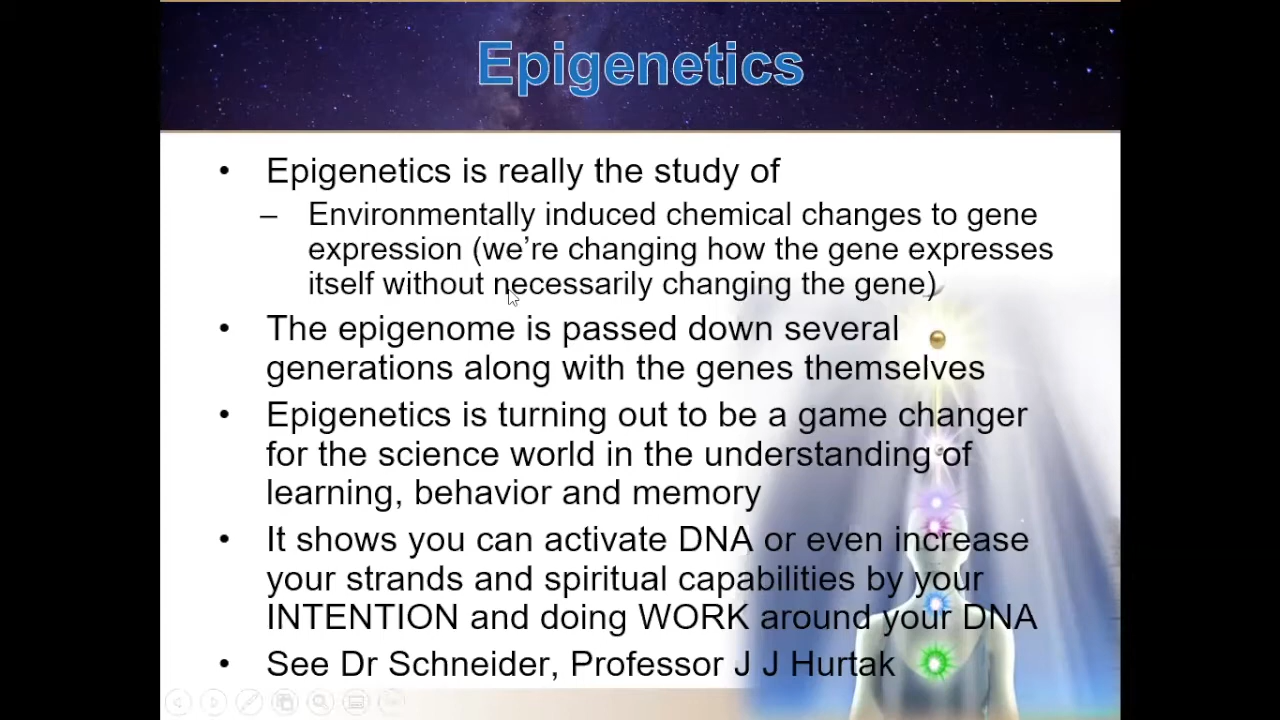 Epigenetics
• Epigenetics is really the study of
– Environmentally induced chemical changes to gene
expression (we’re changing how the gene expresses
itself without necessarily changing the gene)
• The epigenome is passed down several
generations along with the genes themselves
• Epigenetics is turning out to be a game changer
for the science world in the understanding of
learning, behavior and memory
• It shows you can activate DNA or even increase
your strands and spiritual capabilities by your
INTENTION and doing WORK around your DNA
• See Dr Schneider, Professor J J Hurtak